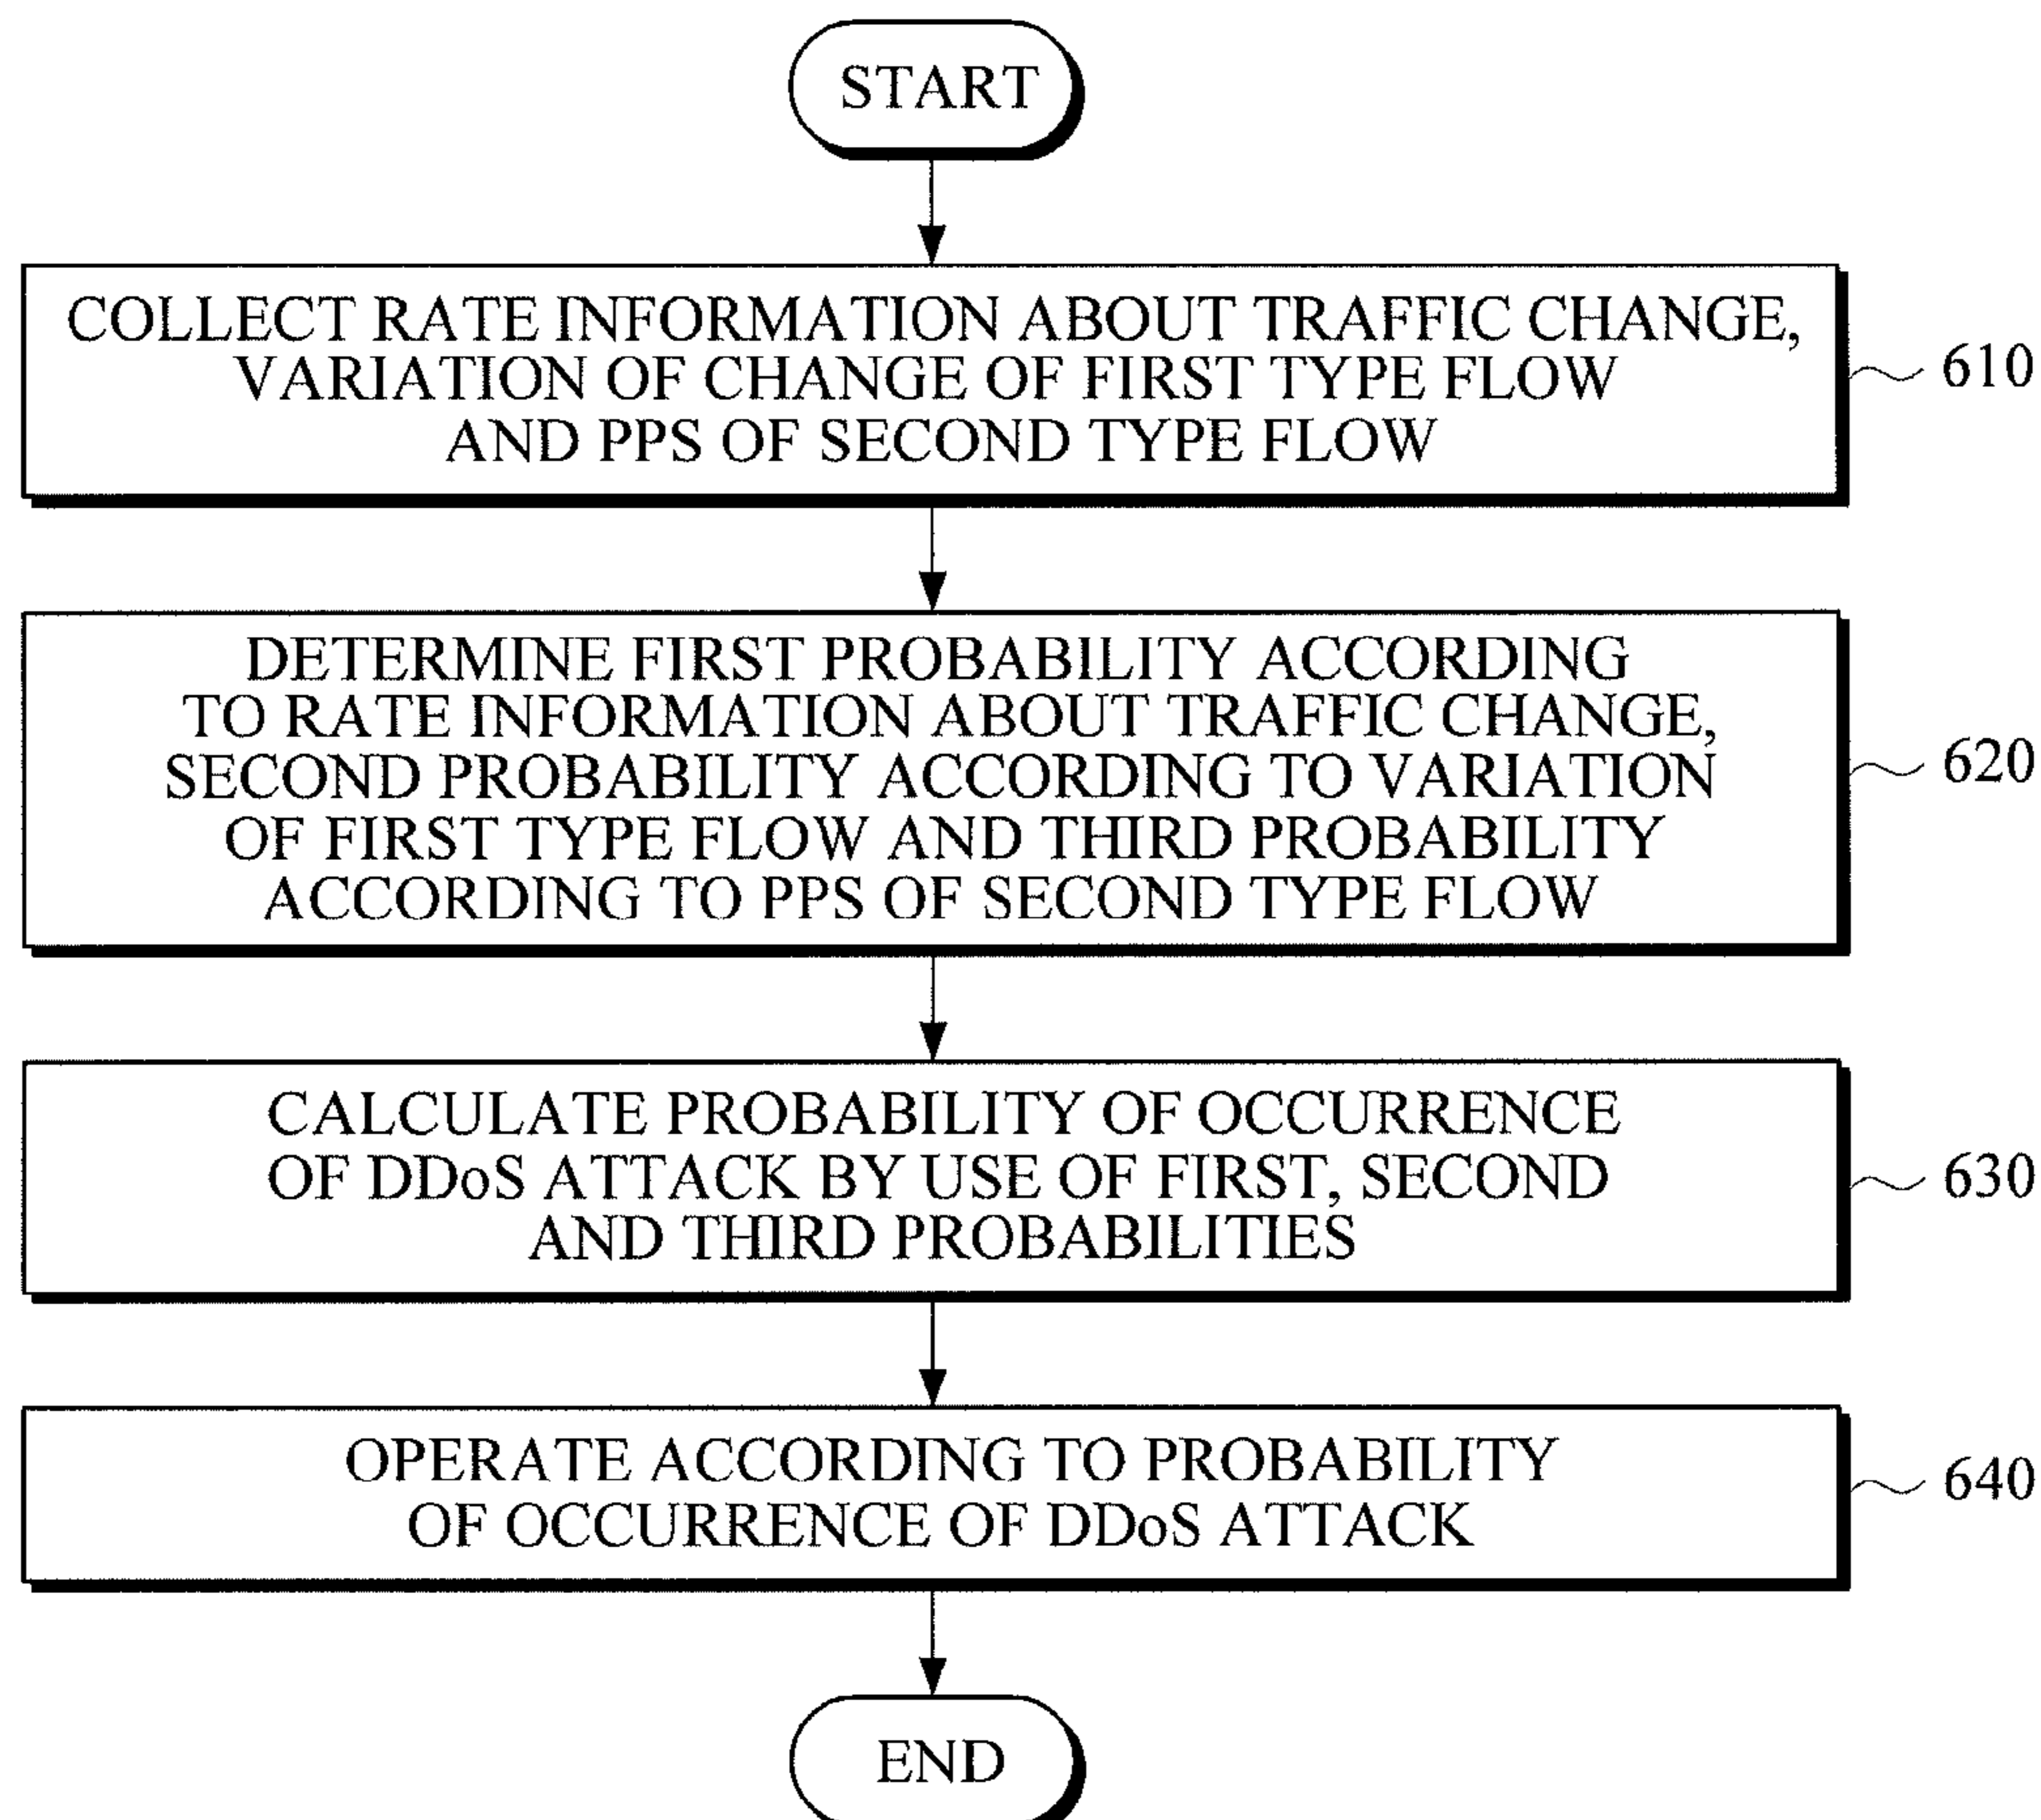 START
COLLECT RATE INFORMATION ABOUT TRAFFIC CHANGE,
VARIATION OF CHANGE OF FIRST TYPE FLOW
AND PPS OF SECOND TYPE FLOW
610
DETERMINE FIRST PROBABILITY ACCORDING
TO RATE INFORMATION ABOUT TRAFFIC CHANGE,
SECOND PROBABILITY ACCORDING TO VARIATION
OF FIRST TYPE FLOW AND THIRD PROBABILITY
ACCORDING TO PPS OF SECOND TYPE FLOW
620
CALCULATE PROBABILITY OF OCCURRENCE
OF DDoS ATTACK BY USE OF FIRST, SECOND
AND THIRD PROBABILITIES
630
OPERATE ACCORDING TO PROBABILITY
OF OCCURRENCE OF DDoS ATTACK
640
END